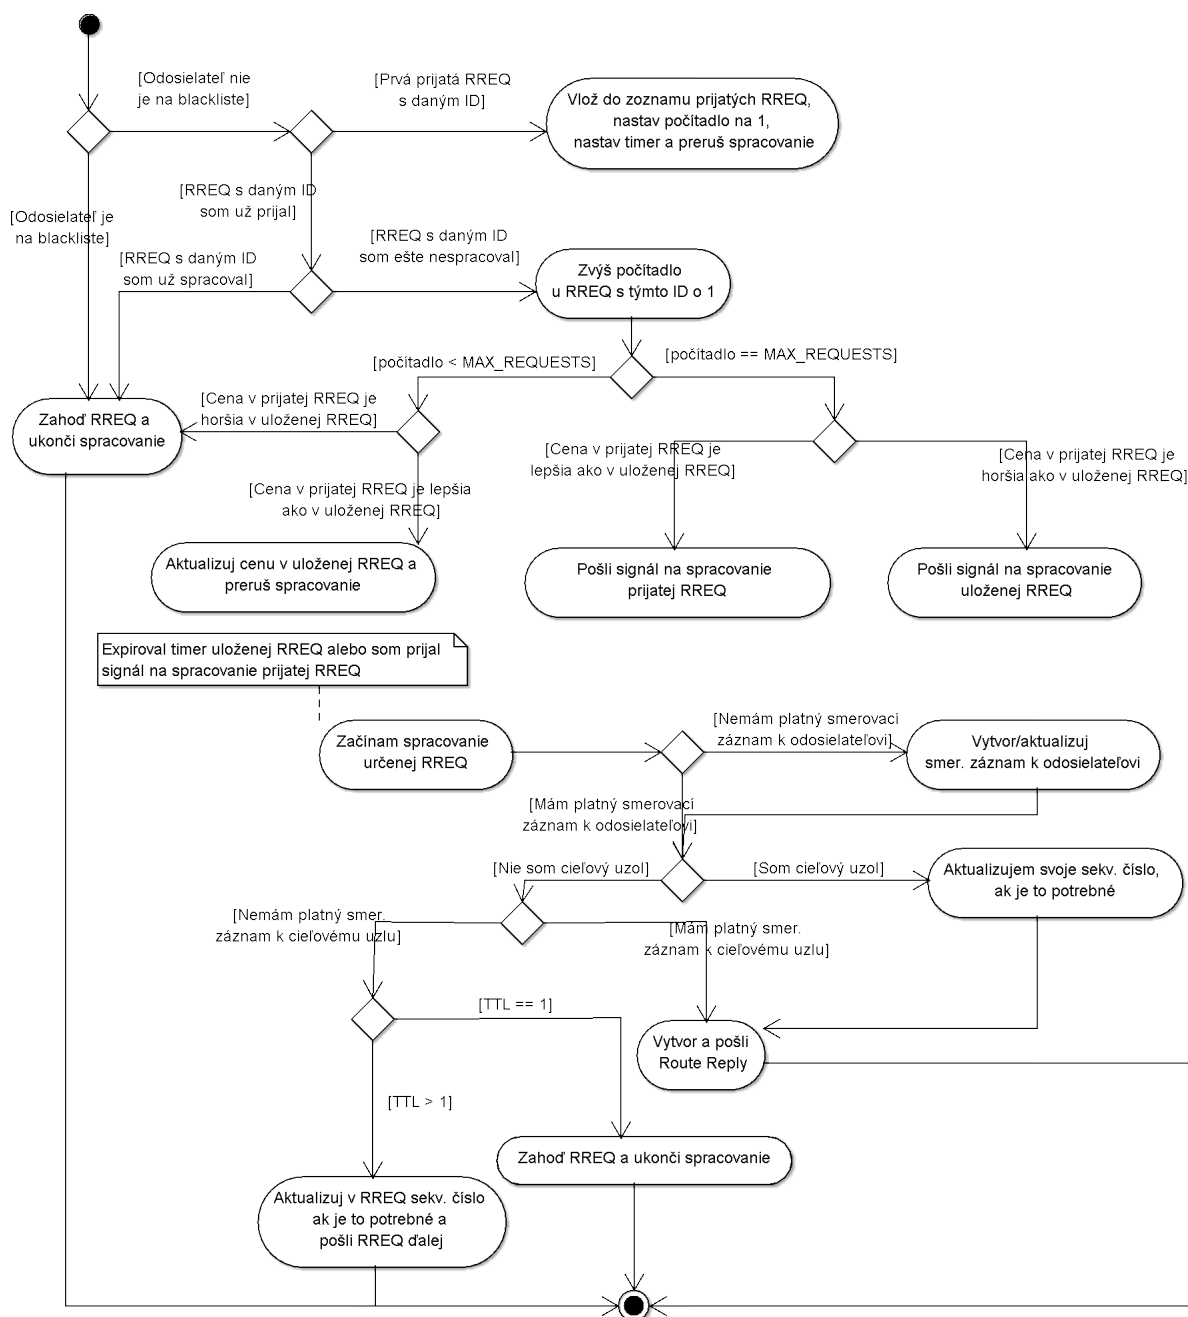 [Odosielateľ nie
je na blackliste]
[Prvá prijatá RREQ
s daným ID]
Vlož do zoznamu prijatých RREQ,
nastav počítadlo na 1,
nastav timer a preruš spracovanie
[RREQ s daným ID
som už prijal]
[Odosielateľ je
na blackliste]
[RREQ s daným ID
som už spracoval]
[RREQ s daným ID
som ešte nespracoval]
Zvýš počítadlo
u RREQ s týmto ID o 1
[počítadlo < MAX_REQUESTS]
[počítadlo == MAX_REQUESTS]
Zahoď RREQ a
ukonči spracovanie
[Cena v prijatej RREQ je
horšia v uloženej RREQ]
[Cena v prijatej RREQ je
lepšia ako v uloženej RREQ]
[Cena v prijatej RREQ je
horšia ako v uloženej RREQ]
[Cena v prijatej RREQ je lepšia
ako v uloženej RREQ]
Aktualizuj cenu v uloženej RREQ a
preruš spracovanie
Pošli signál na spracovanie
prijatej RREQ
Pošli signál na spracovanie
uloženej RREQ
Expiroval timer uloženej RREQ alebo som prijal
signál na spracovanie prijatej RREQ
Začínam spracovanie
určenej RREQ
[Nemám platný smerovací
záznam k odosielateľovi]
Vytvor/aktualizuj
smer. záznam k odosielateľovi
[Mám platný smerovací
záznam k odosielateľovi]
[Nie som cieľový uzol]
[Som cieľový uzol]
Aktualizujem svoje sekv. číslo,
ak je to potrebné
[Nemám platný smer.
záznam k cieľovému uzlu]
[Mám platný smer.
záznam k cieľovému uzlu]
[TTL == 1]
Vytvor a pošli
Route Reply
[TTL > 1]
Zahoď RREQ a ukonči spracovanie
Aktualizuj v RREQ sekv. číslo
ak je to potrebné a
pošli RREQ ďalej